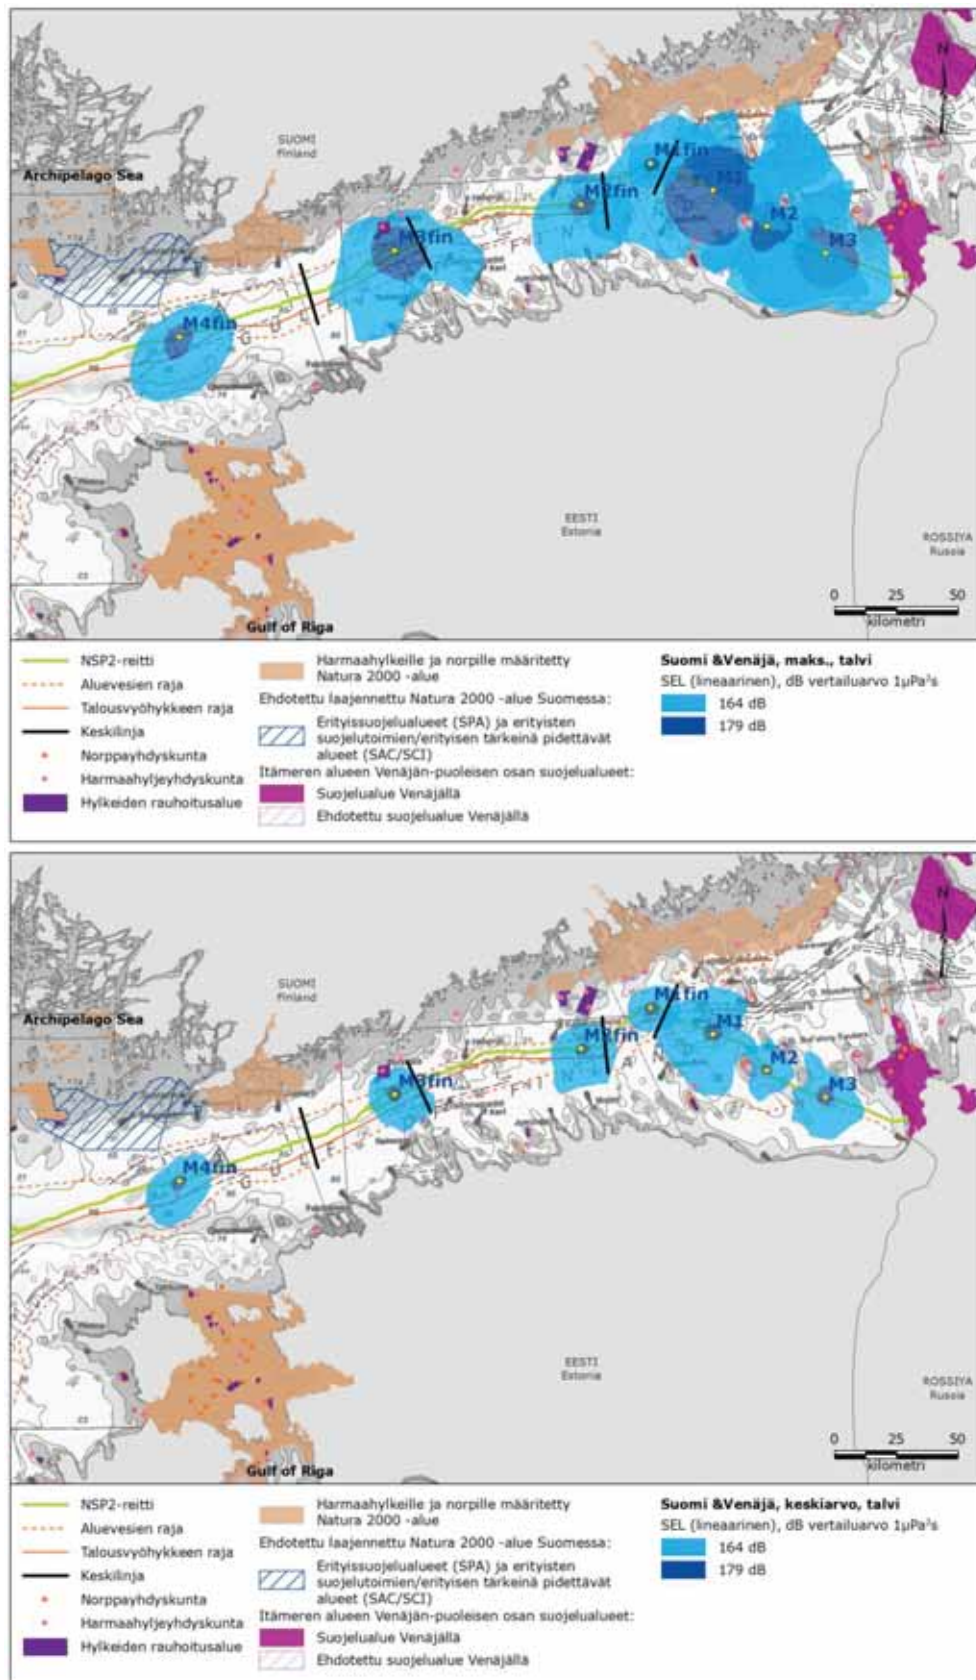 N
SUOMI
Finland
Archipelago Sea
M1fin
M1
M2fin
M2
M3fin
M3
M4fin
G U L F
F I N
EESTI
Estonia
ROSSIYA
Russia
0 25 50
kilometri
Gulf of Riga
NSP2-reitti
Aluevesien raja
Talousvyöhykkeen raja
Keskilinja
Norppayhdyskunta
Harmaahyljeyhdyskunta
Hylkeiden rauhoitusalue
Harmaahylkeille ja norpille määritetty
Natura 2000 -alue
Ehdotettu laajennettu Natura 2000 -alue Suomessa:
Erityissuojelualueet (SPA) ja erityisten
suojelutoimien/erityisen tärkeinä pidettävät
alueet (SAC/SCI)
Itämeren alueen Venäjän-puoleisen osan suojelualueet:
Suojelualue Venäjällä
Ehdotettu suojelualue Venäjällä
Suomi &Venäjä, maks., talvi
SEL (lineaarinen), dB vertailuarvo 1µPa²s
164 dB
179 dB
N
SUOMI
Finland
Archipelago Sea
M1fin
M1
M2fin
M2
M3fin
M3
M4fin
G U L F
F I N
EESTI
Estonia
ROSSIYA
Russia
0 25 50
kilometri
Gulf of Riga
NSP2-reitti
Aluevesien raja
Talousvyöhykkeen raja
Keskilinja
Norppayhdyskunta
Harmaahyljeyhdyskunta
Hylkeiden rauhoitusalue
Harmaahylkeille ja norpille määritetty
Natura 2000 -alue
Ehdotettu laajennettu Natura 2000 -alue Suomessa:
Erityissuojelualueet (SPA) ja erityisten
suojelutoimien/erityisen tärkeinä pidettävät
alueet (SAC/SCI)
Itämeren alueen Venäjän-puoleisen osan suojelualueet:
Suojelualue Venäjällä
Ehdotettu suojelualue Venäjällä
Suomi &Venäjä, keskiarvo, talvi
SEL (lineaarinen), dB vertailuarvo 1µPa²s
164 dB
179 dB